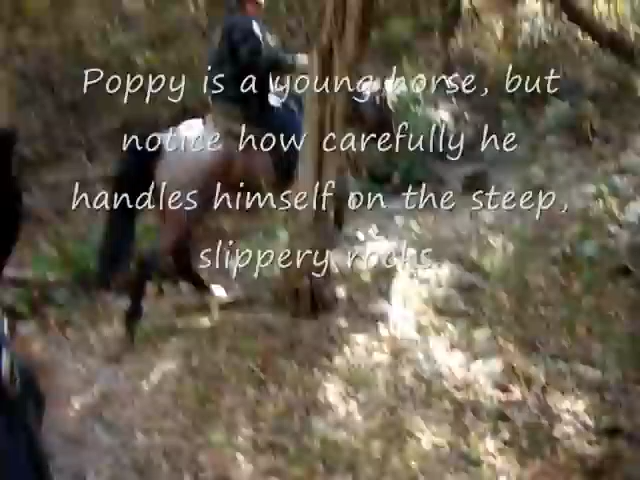 Poppy is a young horse, but
notice how carefully he
handles himself on the steep,
slippery rocks.